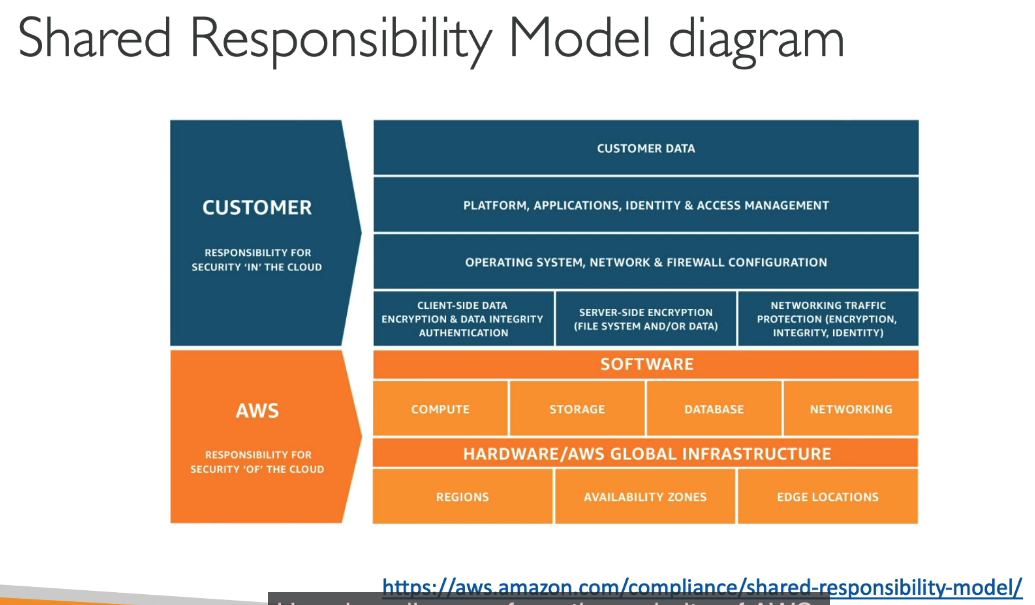 Shared Responsibility Model diagram
CUSTOMER
RESPONSIBILITY FOR
SECURITY ‘IN’ THE CLOUD
CUSTOMER DATA
PLATFORM, APPLICATIONS, IDENTITY & ACCESS MANAGEMENT
OPERATING SYSTEM, NETWORK & FIREWALL CONFIGURATION
CLIENT-SIDE DATA
ENCRYPTION & DATA INTEGRITY
AUTHENTICATION
SERVER-SIDE ENCRYPTION
(FILE SYSTEM AND/OR DATA)
NETWORKING TRAFFIC
PROTECTION (ENCRYPTION,
INTEGRITY, IDENTITY)
AWS
RESPONSIBILITY FOR
SECURITY ‘OF’ THE CLOUD
SOFTWARE
COMPUTE
STORAGE
DATABASE
NETWORKING
HARDWARE/AWS GLOBAL INFRASTRUCTURE
REGIONS
AVAILABILITY ZONES
EDGE LOCATIONS
https://aws.amazon.com/compliance/shared-responsibility-model/